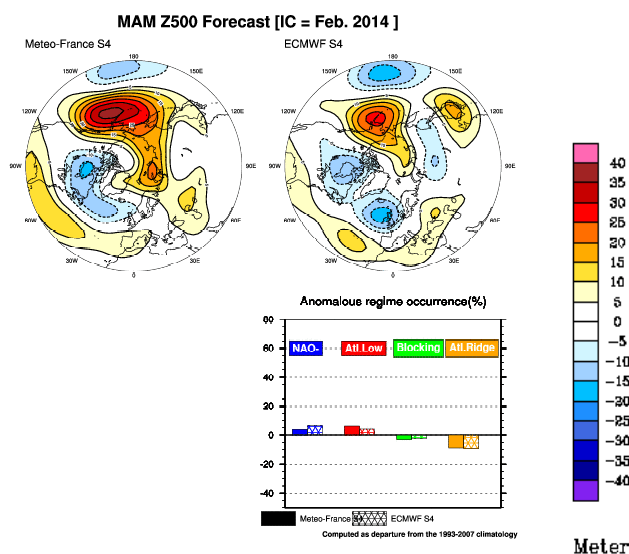 MAM Z500 Forecast [IC = Feb. 2014 ]
Meteo-France S4
ECMWF S4
180
150W
150E
120W
120E
90W
90E
60W
60E
30W
30E
0
180
150W
150E
120W
120E
90W
90E
60W
60E
30W
30E
0
40
35
30
25
20
15
10
5
0
-5
-10
-15
-20
-25
-30
-35
-40
Meter
Anomalous regime occurrence(%)
80
60
40
20
0
-20
-40
NAO-
Atl.Low
Blocking
Atl.Ridge
Meteo-France S4
ECMWF S4
Computed as departure from the 1993-2007 climatology